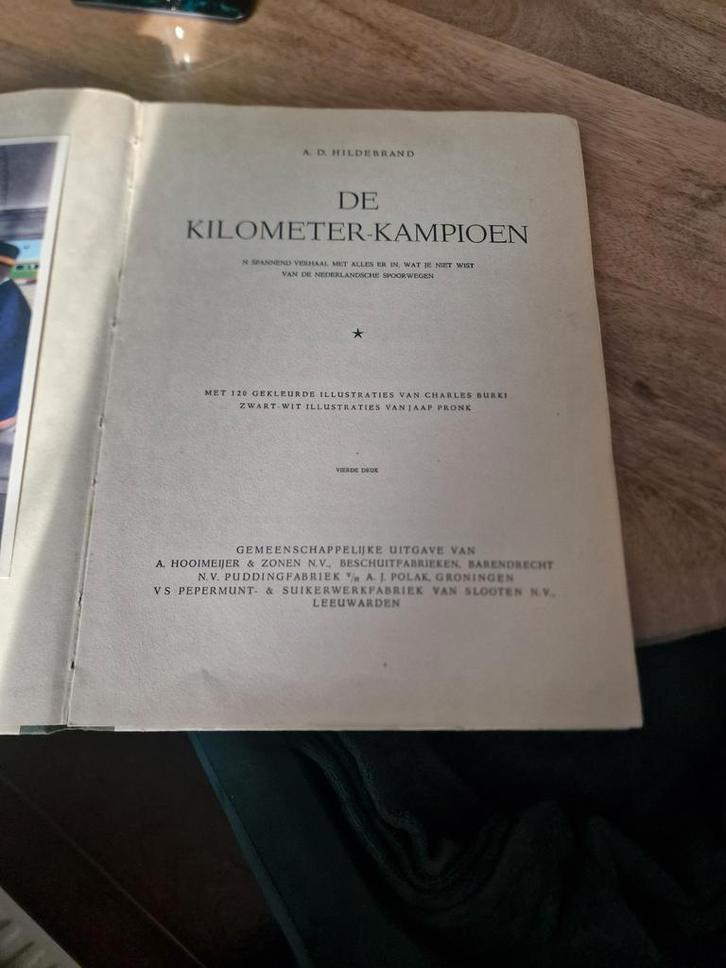 A. D. HILDEBRAND
DE
KILOMETER-KAMPIOEN
'N SPANNEND VERHAAL MET ALLES ER IN, WAT JE NIET WIST
VAN DE NEDERLANDSCHE SPOORWEGEN
★
MET 120 GEKLEURDE ILLUSTRATIES VAN CHARLES BURKI
ZWART-WIT ILLUSTRATIES VAN JAAP PRONK
VIERDE DRUK
GEMEENSCHAPPELIJKE UITGAVE VAN
A. HOOIMEIJER & ZONEN N.V., BESCHUITFABRIEKEN, BARENDRECHT
N.V. PUDDINGFABRIEK V/H A. J. POLAK, GRONINGEN
VS PEPERMUNT- & SUIKERWERKFABRIEK VAN SLOOTEN N.V.,
LEEUWARDEN